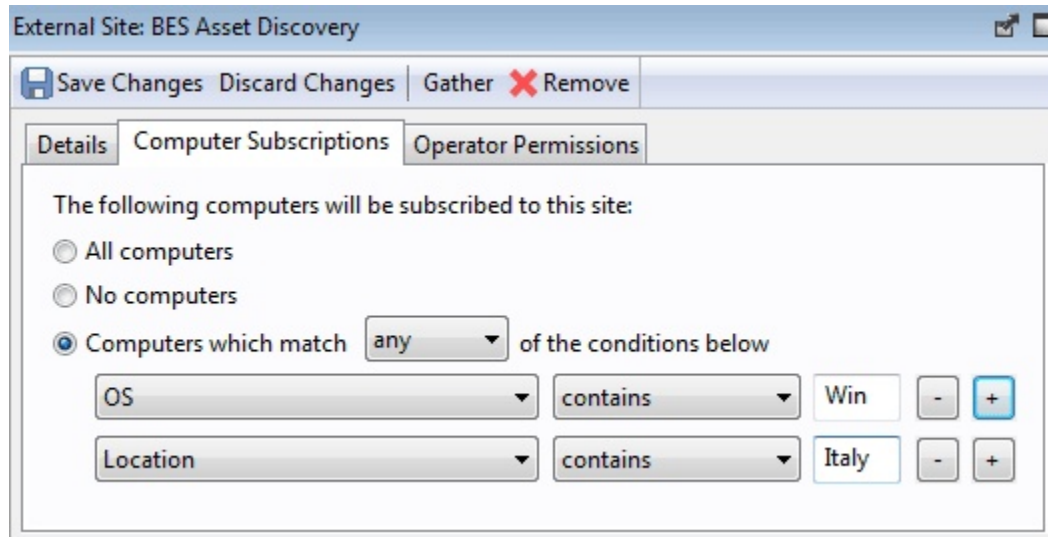 External Site: BES Asset Discovery
Save Changes Discard Changes Gather Remove
Details Computer Subscriptions Operator Permissions
The following computers will be subscribed to this site:
All computers
No computers
Computers which match any of the conditions below
OS contains Win - +
Location contains Italy - +